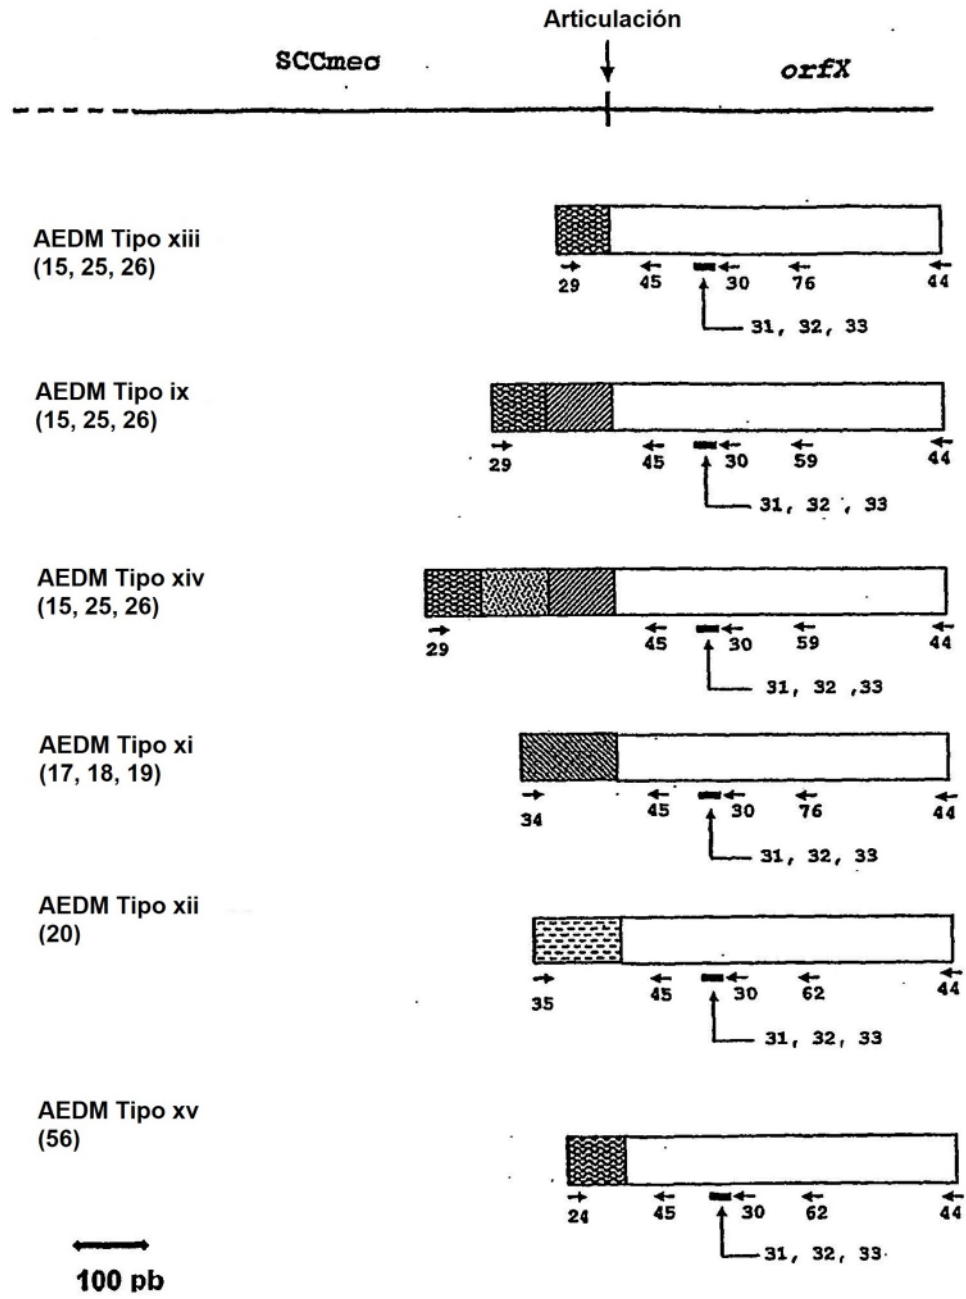 Articulación
SCCmec
orfX
AEDM Tipo xiii
(15, 25, 26)
29 45 30 76 44
31, 32, 33
AEDM Tipo ix
(15, 25, 26)
29 45 30 59 44
31, 32 , 33
AEDM Tipo xiv
(15, 25, 26)
29 45 30 59 44
31, 32 ,33
AEDM Tipo xi
(17, 18, 19)
34 45 30 76 44
31, 32, 33
AEDM Tipo xii
(20)
35 45 30 62 44
31, 32, 33
AEDM Tipo xv
(56)
24 45 30 62 44
31, 32, 33
100 pb